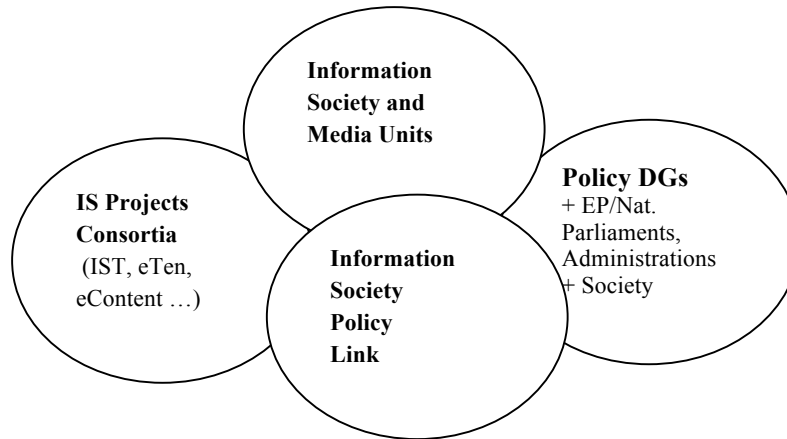 Information
Society and
Media Units
IS Projects
Consortia
(IST, eTen,
eContent …)
Policy DGs
+ EP/Nat.
Parliaments,
Administrations
+ Society
Information
Society
Policy
Link